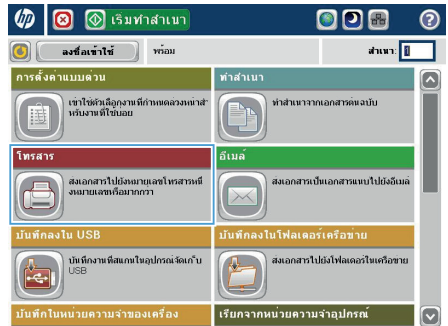 hp เริ่มทำสำเนา ?
ลงชื่อเข้าใช้ พร้อม สำเนา: 1
การตั้งค่าแบบด่วน
เข้าใช้ตัวเลือกงานที่กำหนดล่วงหน้าสำ
หรับงานที่ใช้บ่อย
ทำสำเนา
ทำสำเนาจากเอกสารต้นฉบับ
โทรสาร
ส่งเอกสารไปยังหมายเลขโทรสารหนึ่
งหมายเลขหรือมากกว่า
อีเมล์
ส่งเอกสารเป็นเอกสารแนบไปยังอีเมล์
บันทึกลงใน USB
บันทึกงานที่สแกนในอุปกรณ์จัดเก็บ
USB
บันทึกลงในโฟลเดอร์เครือข่าย
ส่งเอกสารไปยังโฟลเดอร์ในเครือข่าย
บันทึกในหน่วยความจำของเครื่อง
เรียกจากหน่วยความจำอุปกรณ์